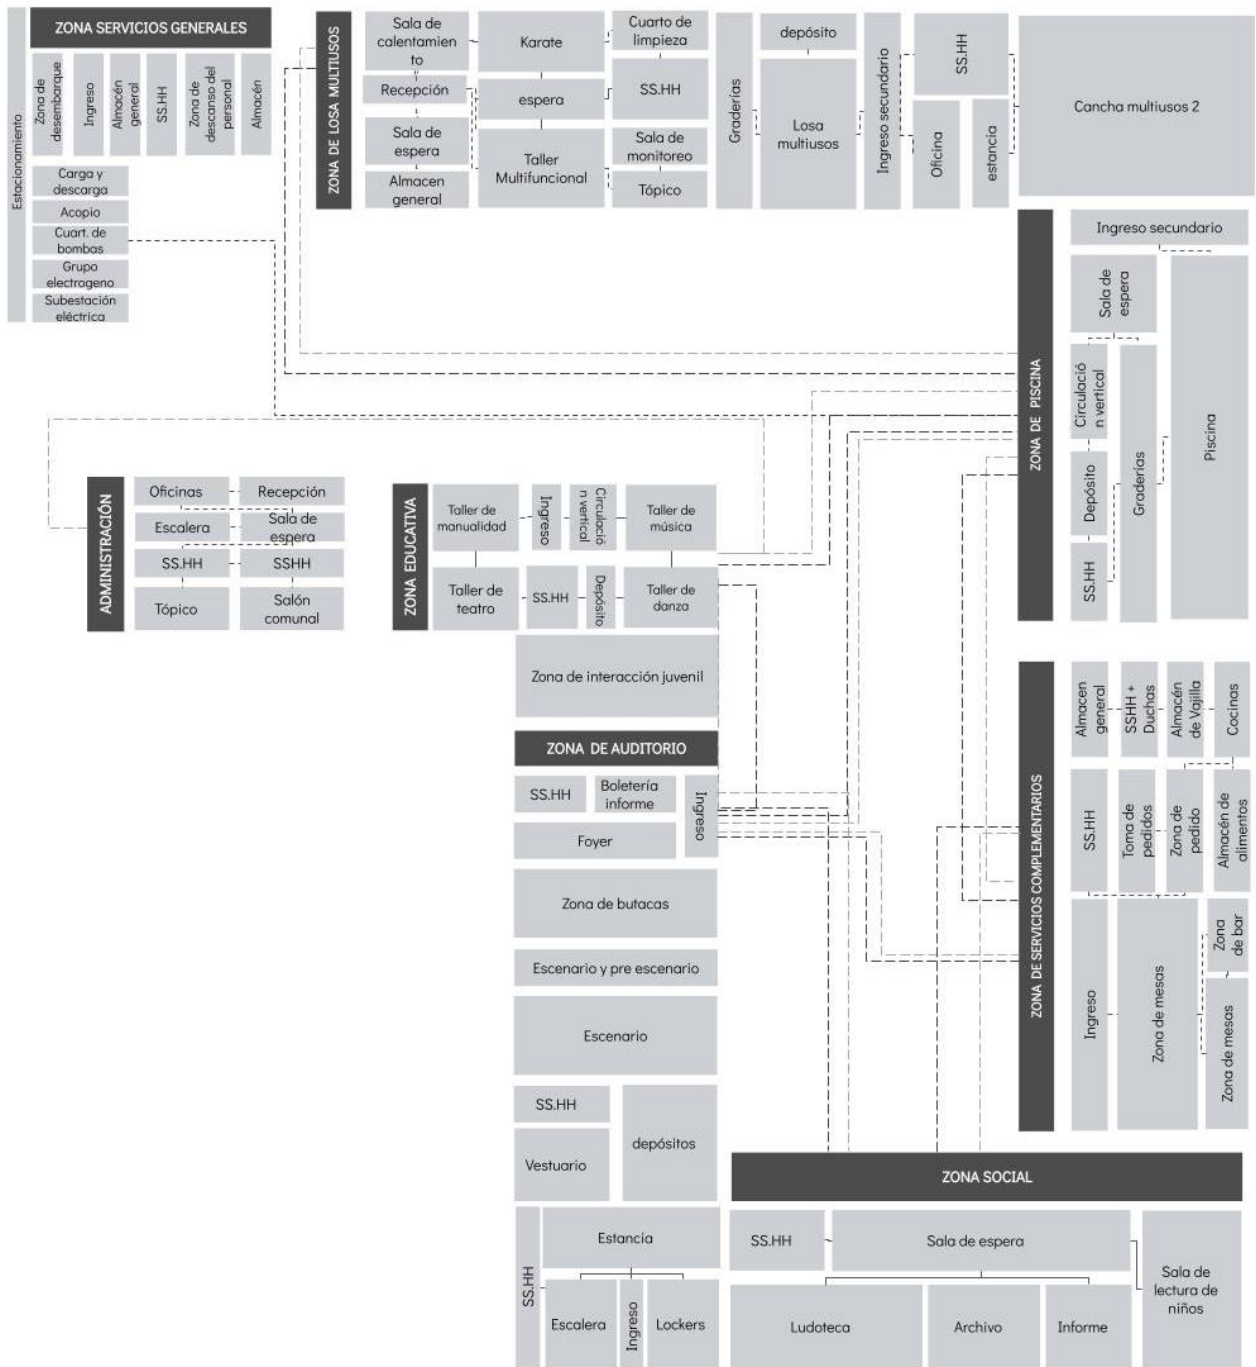 ZONA SERVICIOS GENERALES
Estacionamiento
Zona de
desembarque
Ingreso
Almacén
general
SS.HH
Zona de
descanso del
personal
Almacén
Carga y
descarga
Acopio
Cuart. de
bombas
Grupo
electrogeno
Subestación
eléctrica
ZONA DE LOSA MULTIUSOS
Sala de
calentamien
to
Karate
Cuarto de
limpieza
Recepción
espera
SS.HH
Sala de
espera
Taller
Multifuncional
Sala de
monitoreo
Almacen
general
Tópico
Graderías
depósito
Losa
multiusos
Ingreso secundario
SS.HH
Oficina
estancia
Cancha multiusos 2
ZONA DE PISCINA
Ingreso secundario
Sala de
espera
Circulació
n vertical
Depósito
SS.HH
Graderías
Piscina
ADMINISTRACIÓN
Oficinas
Recepción
Escalera
Sala de
espera
SS.HH
SSHH
Tópico
Salón
comunal
ZONA EDUCATIVA
Taller de
manualidad
Ingreso
Circulació
n vertical
Taller de
música
Taller de
teatro
SS.HH
Depósito
Taller de
danza
Zona de interacción juvenil
ZONA DE AUDITORIO
SS.HH
Boletería
informe
Ingreso
Foyer
Zona de butacas
Escenario y pre escenario
Escenario
SS.HH
depósitos
Vestuario
SS.HH
Estancia
Escalera
Ingreso
Lockers
ZONA DE SERVICIOS COMPLEMENTARIOS
Almacen
general
SSHH +
Duchas
Almacén
de Vajilla
Cocinas
SS.HH
Toma de
pedidos
Zona de
pedido
Almacén de
alimentos
Ingreso
Zona de mesas
Zona
de bar
Zona de mesas
ZONA SOCIAL
SS.HH
Sala de espera
Sala de
lectura de
niños
Ludoteca
Archivo
Informe